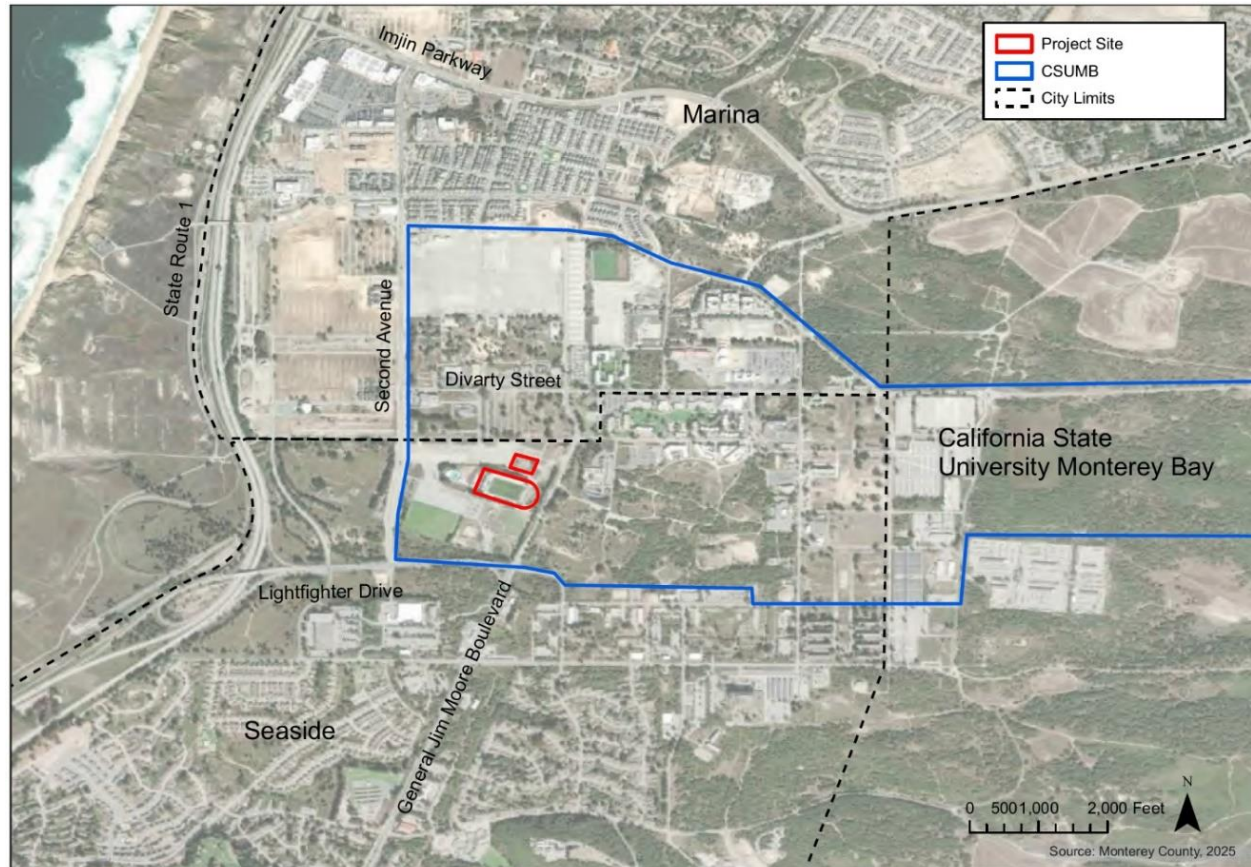 Project Site
CSUMB
City Limits
Imjin Parkway
Marina
State Route 1
Second Avenue
Divarty Street
California State
University Monterey Bay
Lightfighter Drive
General Jim Moore Boulevard
Seaside
N
0 5001,000 2,000 Feet
Source: Monterey County, 2025